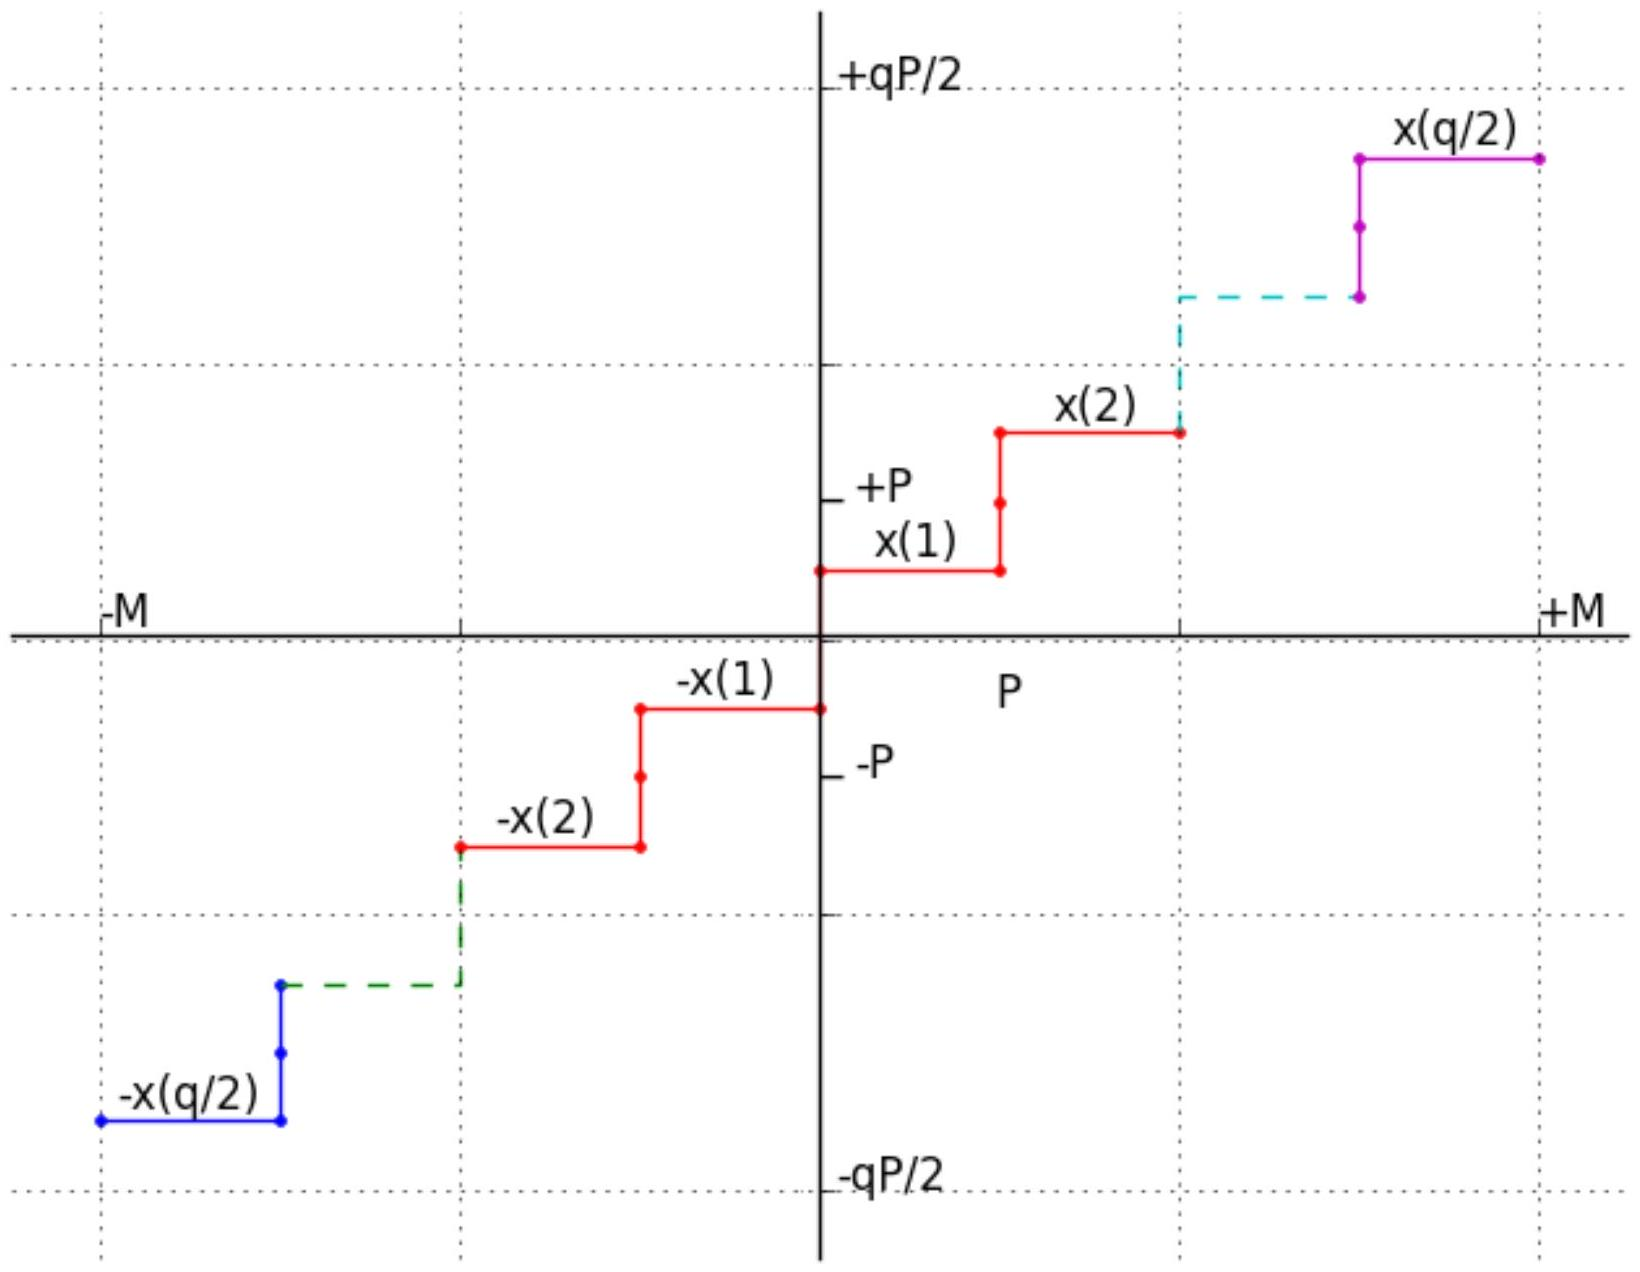 +qP/2
x(q/2)
x(2)
+P
x(1)
-M
+M
-x(1)
P
-P
-x(2)
-x(q/2)
-qP/2